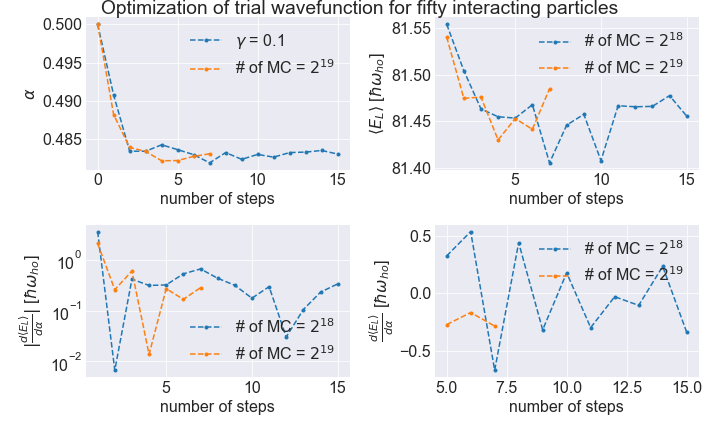 Optimization of trial wavefunction for fifty interacting particles
0.500
0.495
0.490
0.485
α
γ = 0.1
# of MC = 2^19
0 5 10 15
number of steps
81.55
81.50
81.45
81.40
⟨E_L⟩ [ħω_ho]
# of MC = 2^18
# of MC = 2^19
5 10 15
number of steps
10^0
10^-1
10^-2
|d⟨E_L⟩/dα| [ħω_ho]
# of MC = 2^18
# of MC = 2^19
5 10 15
number of steps
0.5
0.0
−0.5
d⟨E_L⟩/dα [ħω_ho]
# of MC = 2^18
# of MC = 2^19
5.0 7.5 10.0 12.5 15.0
number of steps